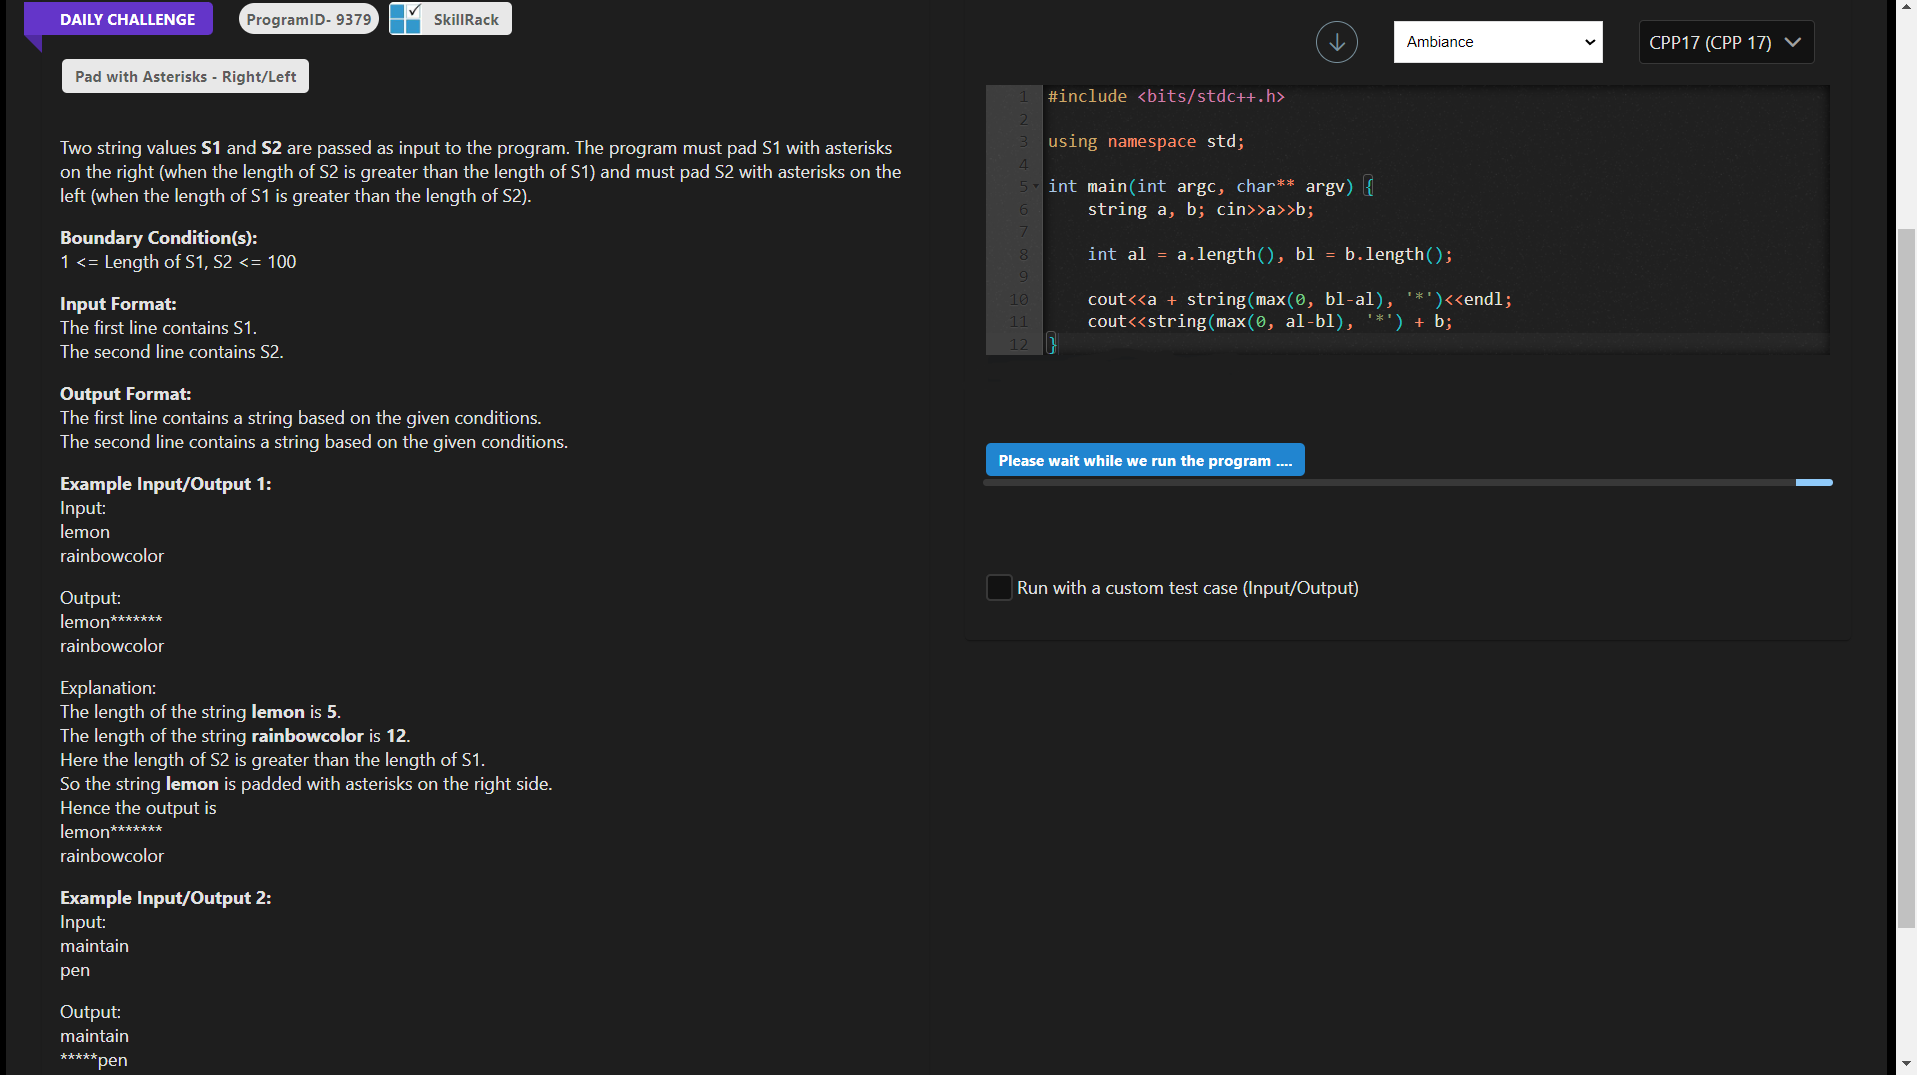 DAILY CHALLENGE
ProgramID- 9379
SkillRack
Pad with Asterisks - Right/Left
Two string values S1 and S2 are passed as input to the program. The program must pad S1 with asterisks
on the right (when the length of S2 is greater than the length of S1) and must pad S2 with asterisks on the
left (when the length of S1 is greater than the length of S2).
Boundary Condition(s):
1 <= Length of S1, S2 <= 100
Input Format:
The first line contains S1.
The second line contains S2.
Output Format:
The first line contains a string based on the given conditions.
The second line contains a string based on the given conditions.
Example Input/Output 1:
Input:
lemon
rainbowcolor
Output:
lemon*******
rainbowcolor
Explanation:
The length of the string lemon is 5.
The length of the string rainbowcolor is 12.
Here the length of S2 is greater than the length of S1.
So the string lemon is padded with asterisks on the right side.
Hence the output is
lemon*******
rainbowcolor
Example Input/Output 2:
Input:
maintain
pen
Output:
maintain
*****pen
Ambiance
CPP17 (CPP 17)
1 #include <bits/stdc++.h>
2
3 using namespace std;
4
5 int main(int argc, char** argv) {
6 string a, b; cin>>a>>b;
7
8 int al = a.length(), bl = b.length();
9
10 cout<<a + string(max(0, bl-al), '*')<<endl;
11 cout<<string(max(0, al-bl), '*') + b;
12 }
Please wait while we run the program ....
Run with a custom test case (Input/Output)